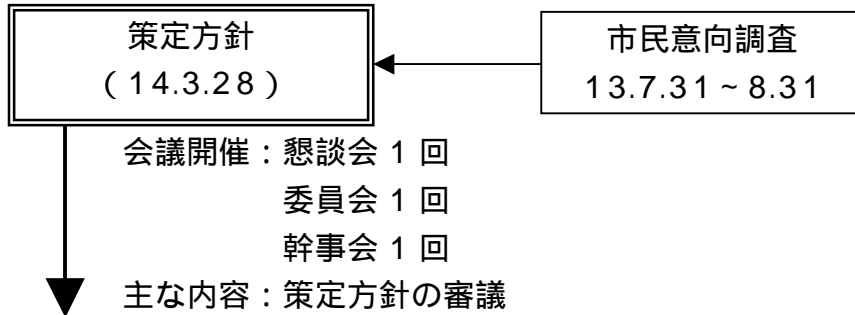 策定方針
（14.3.28）
市民意向調査
13.7.31～8.31
会議開催：懇談会1回
委員会1回
幹事会1回
主な内容：策定方針の審議